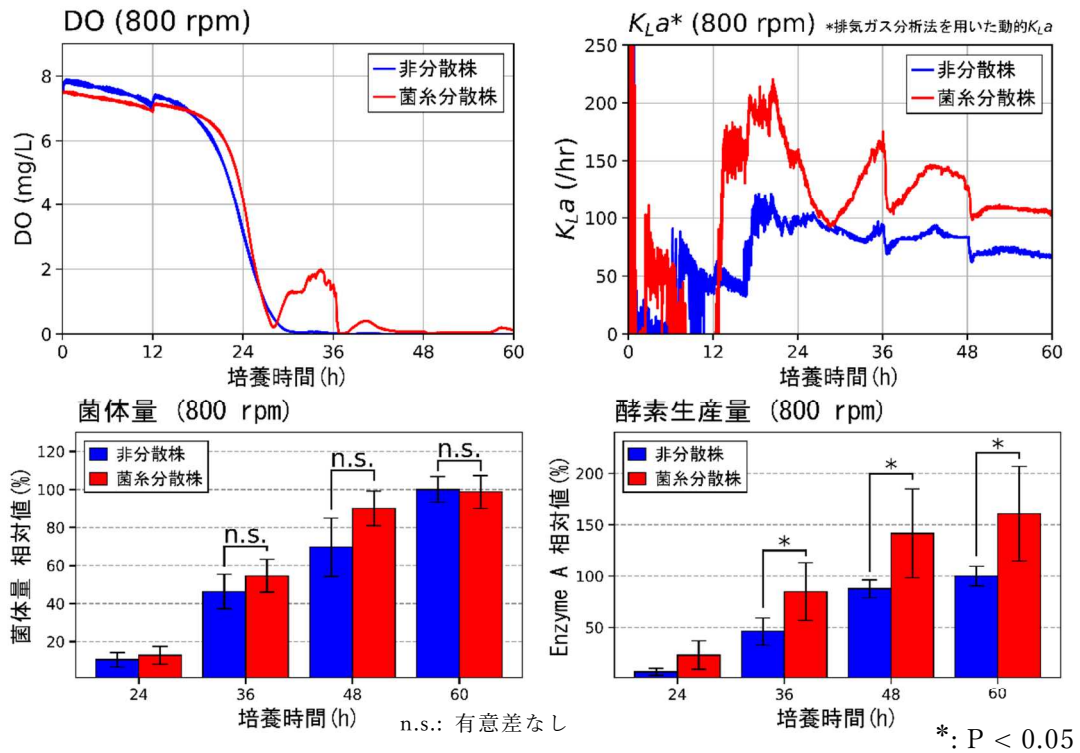 DO (800 rpm)
非分散株
菌糸分散株
DO (mg/L)
8
6
4
2
0
0 12 24 36 48 60
培養時間(h)
KLa* (800 rpm) *排気ガス分析法を用いた動的KLa
非分散株
菌糸分散株
KLa (/hr)
250
200
150
100
50
0
0 12 24 36 48 60
培養時間(h)
菌体量 (800 rpm)
非分散株
菌糸分散株
菌体量 相対値(%)
120
100
80
60
40
20
n.s.
n.s.
n.s.
24 36 48 60
培養時間(h)
n.s.: 有意差なし
酵素生産量 (800 rpm)
非分散株
菌糸分散株
Enzyme A 相対値(%)
200
150
100
50
*
*
*
24 36 48 60
培養時間(h)
*: P < 0.05